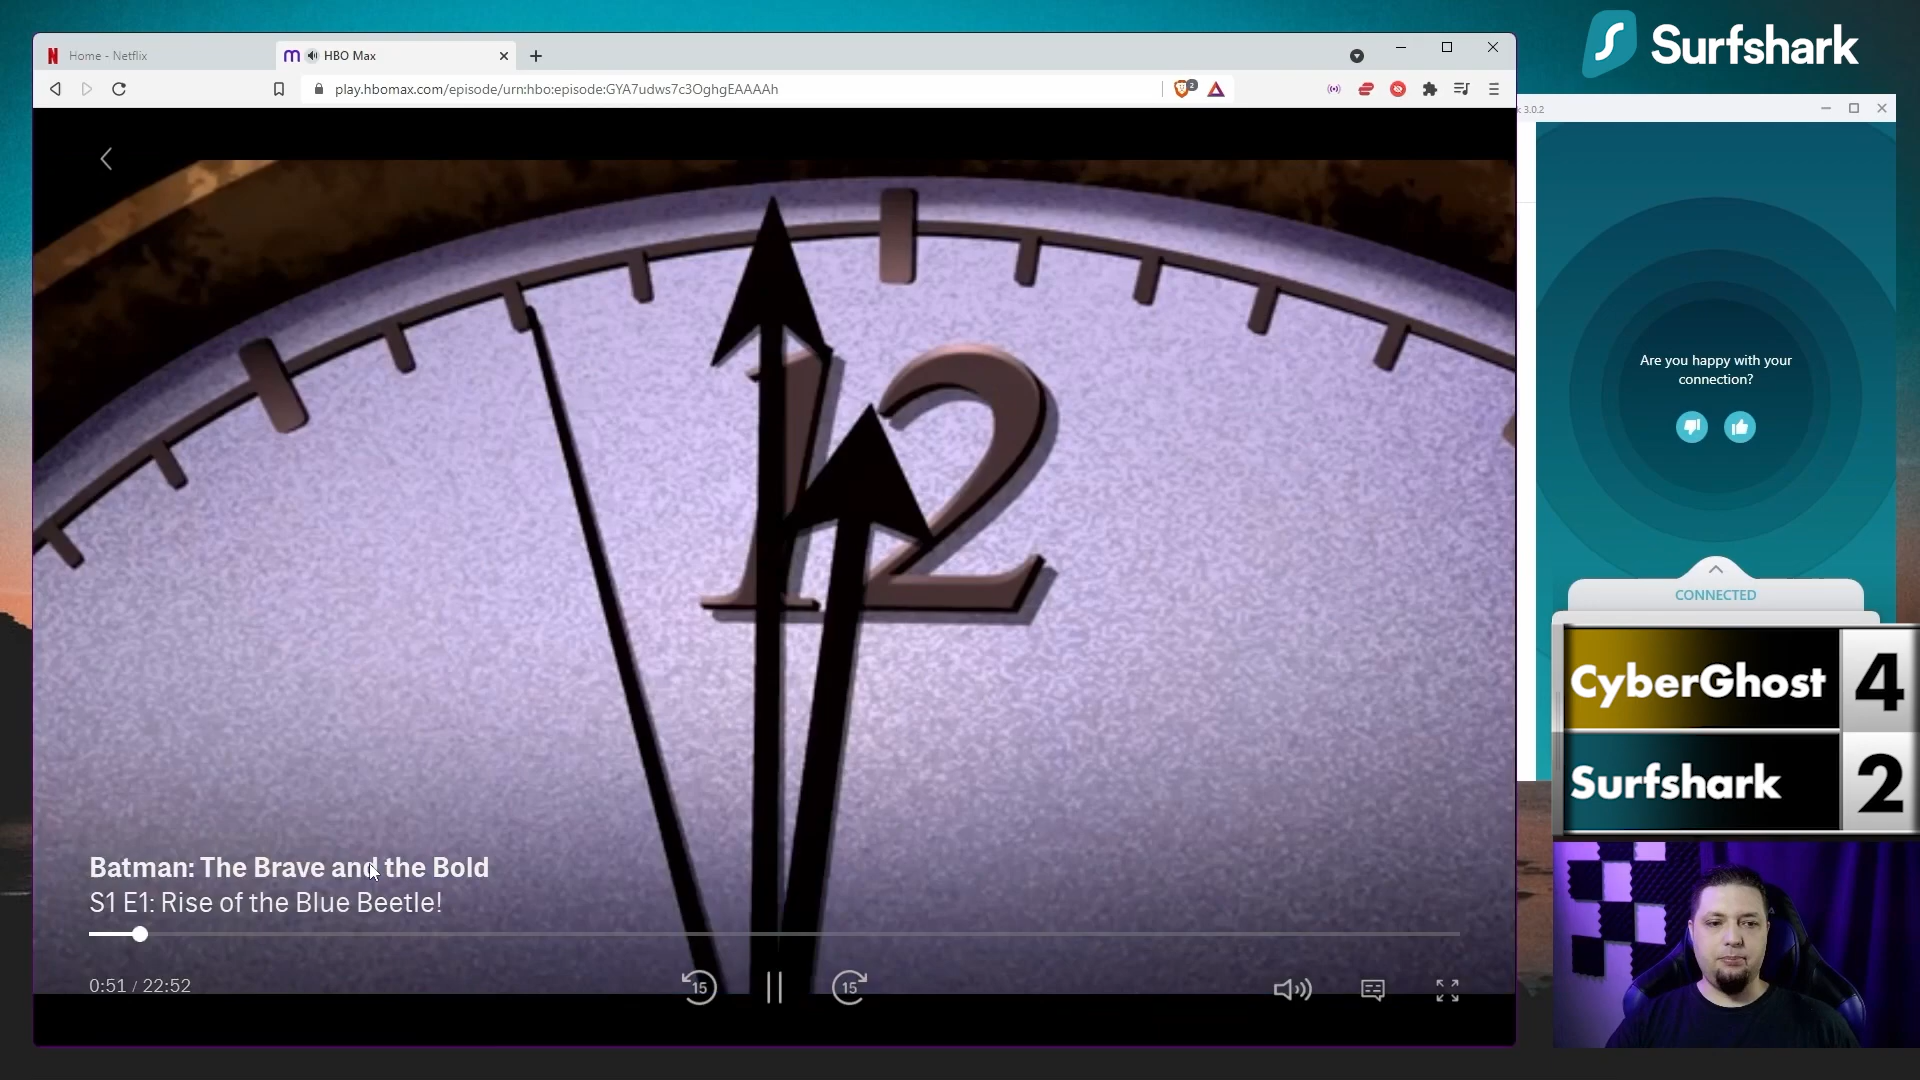 Home - Netflix
HBO Max
play.hbomax.com/episode/urn:hbo:episode:GYA7udws7c3OghgEAAAAh
2
Surfshark
3.0.2
12
Are you happy with your
connection?
CONNECTED
CyberGhost 4
Surfshark 2
Batman: The Brave and the Bold
S1 E1: Rise of the Blue Beetle!
0:51 / 22:52
15
15